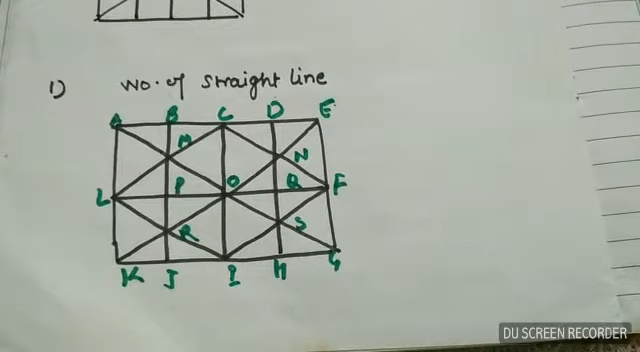 1) No. of straight line
A B C D E
M N
L P O Q F
R S
K J I H G
DU SCREEN RECORDER